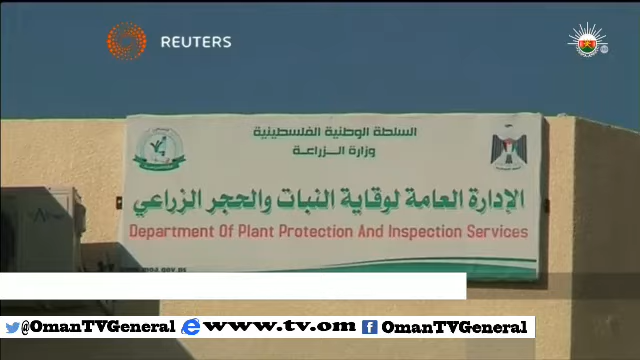 REUTERS
السلطة الوطنية الفلسطينية
وزارة الزراعة
الإدارة العامة لوقاية النبات والحجر الزراعي
Department Of Plant Protection And Inspection Services
@OmanTVGeneral www.tv.om OmanTVGeneral